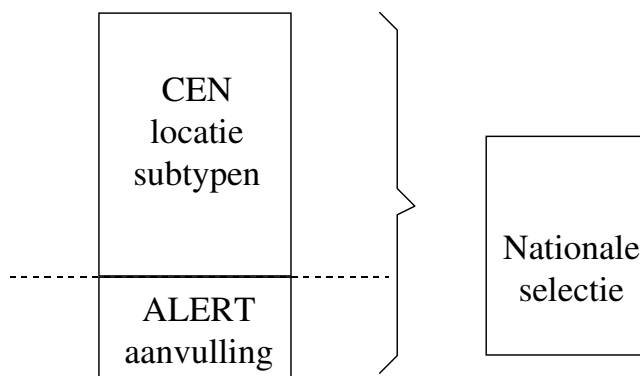 CEN
locatie
subtypen
ALERT
aanvulling
Nationale
selectie